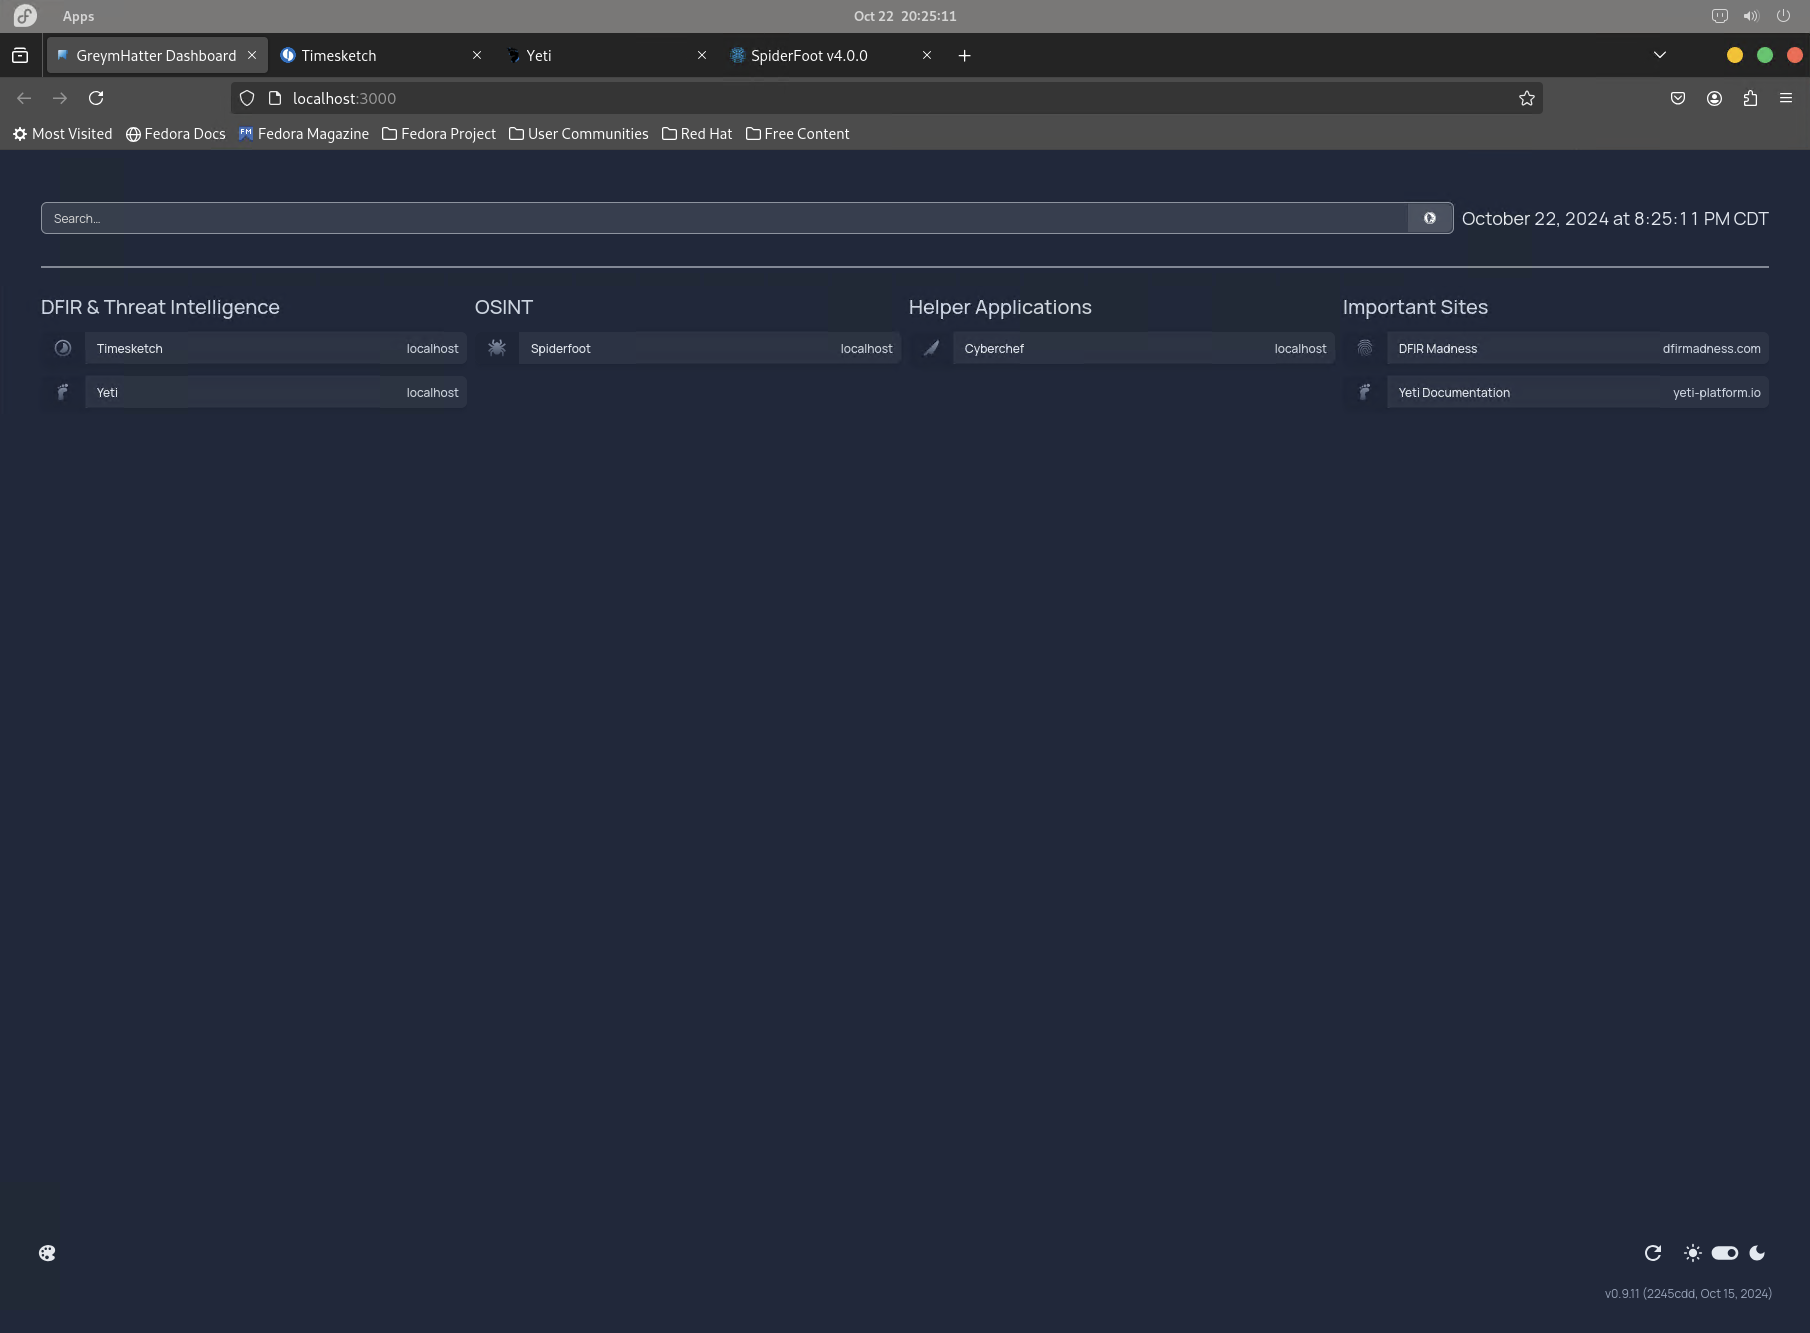 Apps
Oct 22 20:25:11
GreymHatter Dashboard
Timesketch
Yeti
SpiderFoot v4.0.0
localhost:3000
Most Visited
Fedora Docs
FM
Fedora Magazine
Fedora Project
User Communities
Red Hat
Free Content
Search...
October 22, 2024 at 8:25:11 PM CDT
DFIR & Threat Intelligence
Timesketch localhost
Yeti localhost
OSINT
Spiderfoot localhost
Helper Applications
Cyberchef localhost
Important Sites
DFIR Madness dfirmadness.com
Yeti Documentation yeti-platform.io
v0.9.11 (2245cdd, Oct 15, 2024)